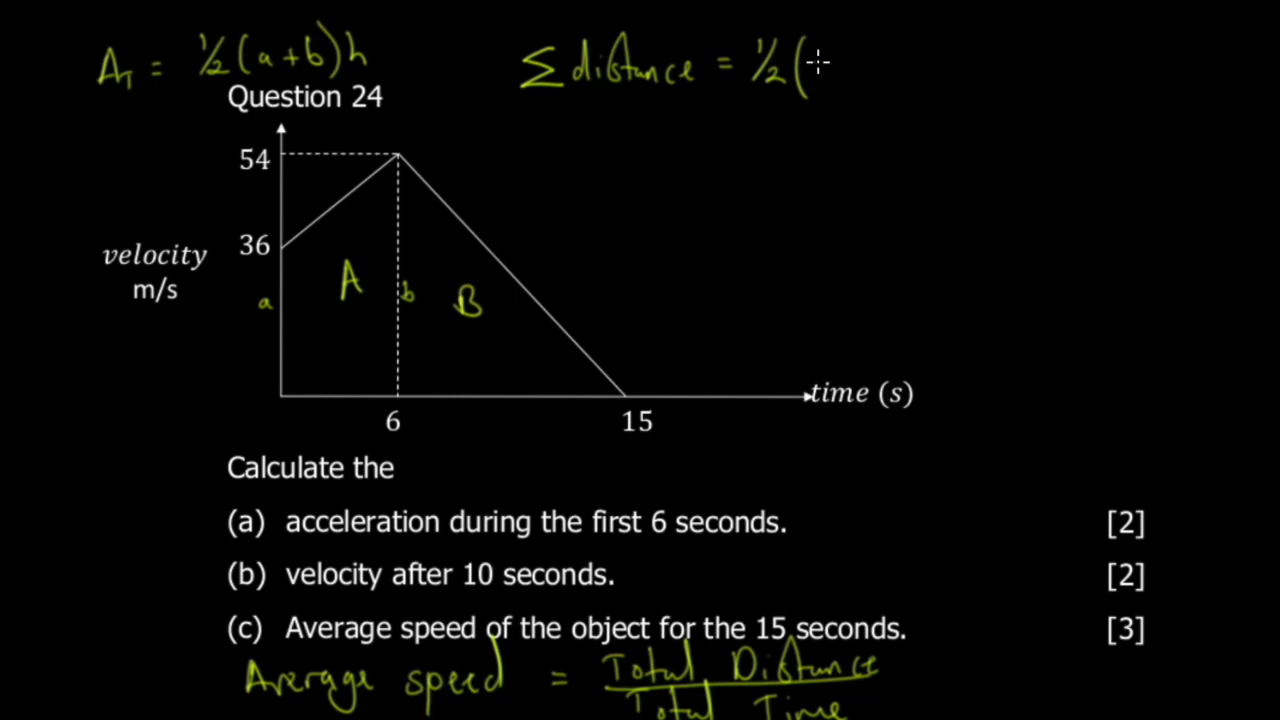 A_T = ½(a+b)h
∑ distance = ½(
Question 24
54
36
velocity
m/s
a
A
b
B
time (s)
6
15
Calculate the
(a) acceleration during the first 6 seconds. [2]
(b) velocity after 10 seconds. [2]
(c) Average speed of the object for the 15 seconds. [3]
Average speed = Total Distance
Total Time